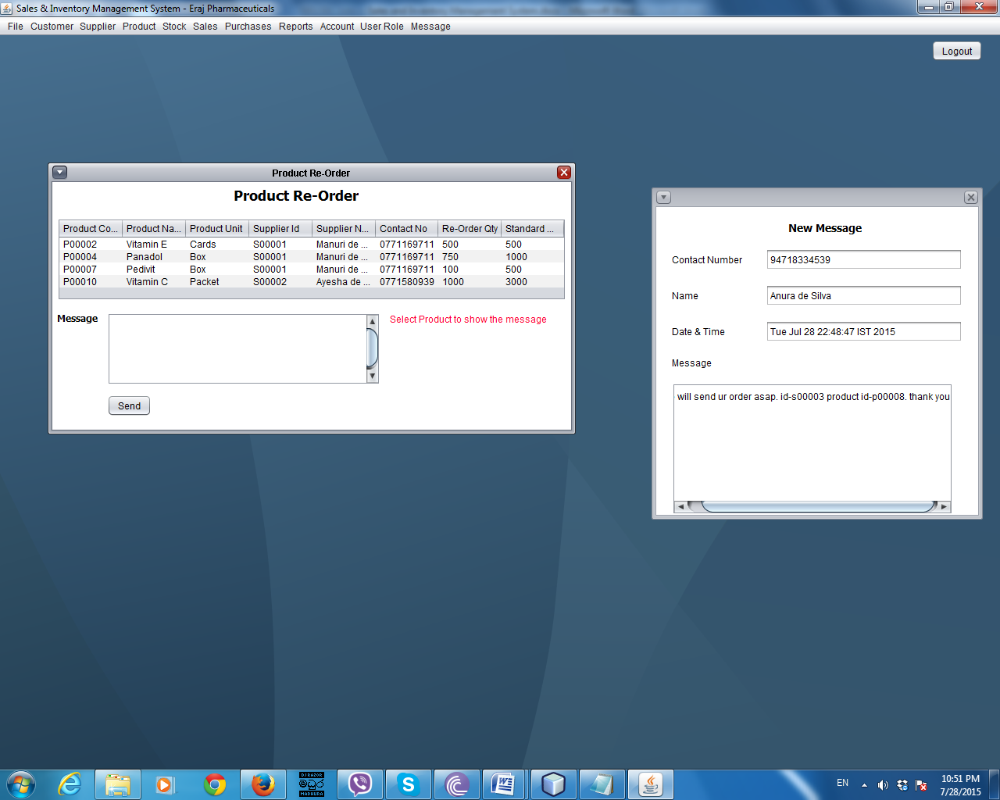 Sales & Inventory Management System - Eraj Pharmaceuticals
File Customer Supplier Product Stock Sales Purchases Reports Account User Role Message
Logout
Product Re-Order
Product Re-Order
Product Co... Product Na... Product Unit Supplier Id Supplier N... Contact No Re-Order Qty Standard ...
P00002 Vitamin E Cards S00001 Manuri de ... 0771169711 500 500
P00004 Panadol Box S00001 Manuri de ... 0771169711 750 1000
P00007 Pedivit Box S00001 Manuri de ... 0771169711 100 500
P00010 Vitamin C Packet S00002 Ayesha de ... 0771580939 1000 3000
Message
Select Product to show the message
Send
New Message
Contact Number 94718334539
Name Anura de Silva
Date & Time Tue Jul 28 22:48:47 IST 2015
Message
will send ur order asap. id-s00003 product id-p00008. thank you
DJ RAZOR
මධුර
MADHURA
EN
10:51 PM
7/28/2015